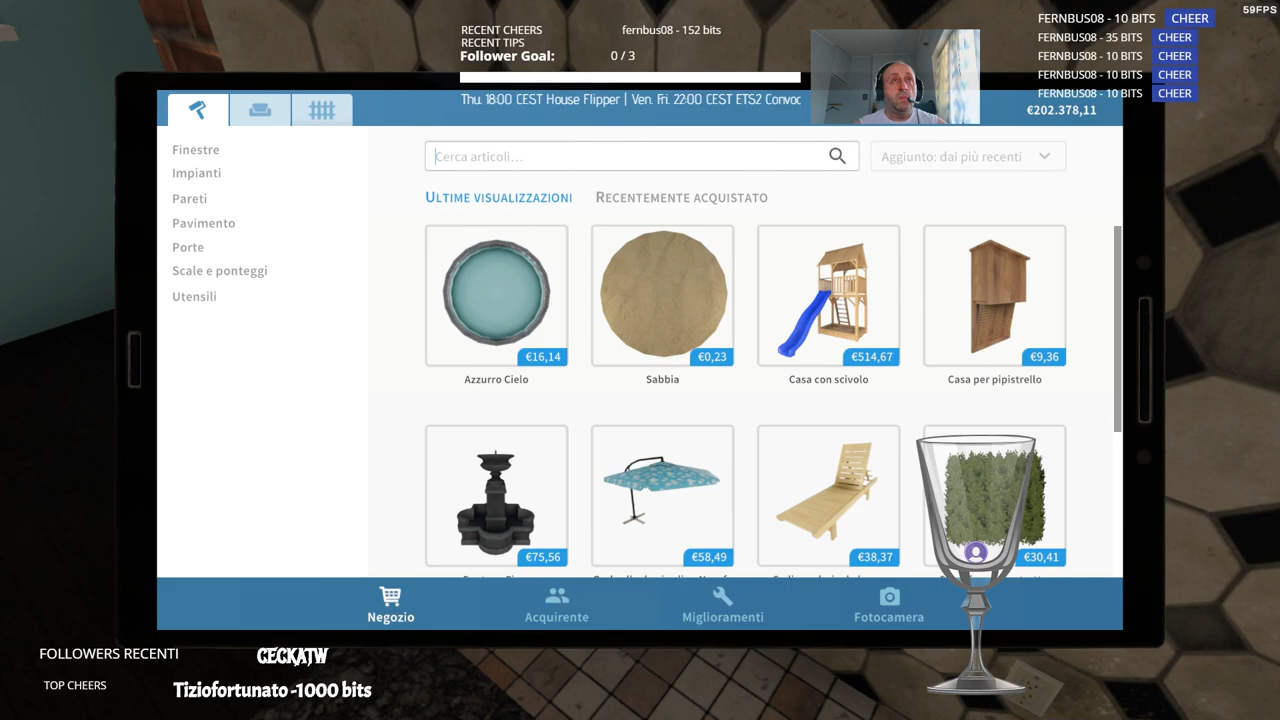 59FPS
RECENT CHEERS fernbus08 - 152 bits
RECENT TIPS
Follower Goal: 0 / 3
Thu. 18:00 CEST House Flipper | Ven. Fri. 22:00 CEST ETS2 Convoc
FERNBUS08 - 10 BITS CHEER
FERNBUS08 - 35 BITS CHEER
FERNBUS08 - 10 BITS CHEER
FERNBUS08 - 10 BITS CHEER
FERNBUS08 - 10 BITS CHEER
€202.378,11
Finestre
Impianti
Pareti
Pavimento
Porte
Scale e ponteggi
Utensili
Cerca articoli...
Aggiunto: dai più recenti
ULTIME VISUALIZZAZIONI RECENTEMENTE ACQUISTATO
€16,14 €0,23 €514,67 €9,36
Azzurro Cielo Sabbia Casa con scivolo Casa per pipistrello
€75,56 €58,49 €38,37 €30,41
Negozio Acquirente Miglioramenti Fotocamera
FOLLOWERS RECENTI CECKATW
TOP CHEERS Tiziofortunato -1000 bits